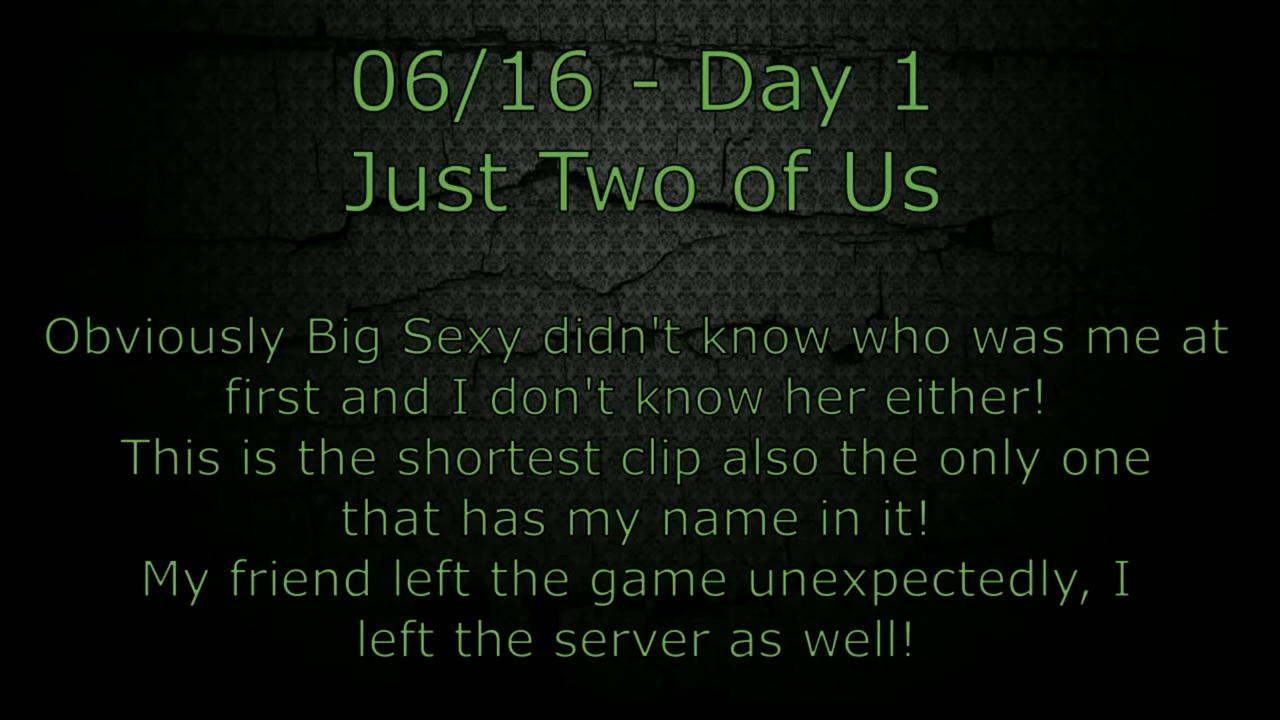 06/16 - Day 1
Just Two of Us
Obviously Big Sexy didn't know who was me at
first and I don't know her either!
This is the shortest clip also the only one
that has my name in it!
My friend left the game unexpectedly, I
left the server as well!